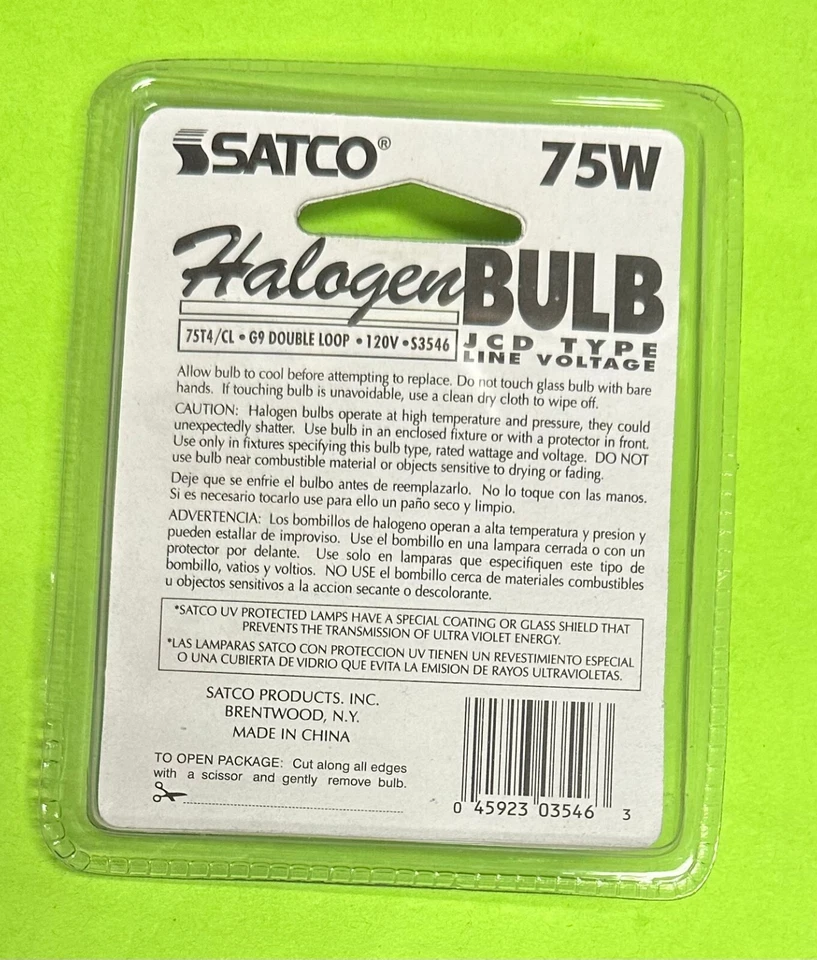 SATCO®
75W
Halogen BULB
75T4/CL • G9 DOUBLE LOOP • 120V • S3546
JCD TYPE
LINE VOLTAGE
Allow bulb to cool before attempting to replace. Do not touch glass bulb with bare
hands. If touching bulb is unavoidable, use a clean dry cloth to wipe off.
CAUTION: Halogen bulbs operate at high temperature and pressure, they could
unexpectedly shatter. Use bulb in an enclosed fixture or with a protector in front.
Use only in fixtures specifying this bulb type, rated wattage and voltage. DO NOT
use bulb near combustible material or objects sensitive to drying or fading.
Deje que se enfrie el bulbo antes de reemplazarlo. No lo toque con las manos.
Si es necesario tocarlo use para ello un paño seco y limpio.
ADVERTENCIA: Los bombillos de halogeno operan a alta temperatura y presion y
pueden estallar de improviso. Use el bombillo en una lampara cerrada o con un
protector por delante. Use solo en lamparas que especifiquen este tipo de
bombillo, vatios y voltios. NO USE el bombillo cerca de materiales combustibles
u objectos sensitivos a la accion secante o descolorante.
*SATCO UV PROTECTED LAMPS HAVE A SPECIAL COATING OR GLASS SHIELD THAT
PREVENTS THE TRANSMISSION OF ULTRA VIOLET ENERGY.
*LAS LAMPARAS SATCO CON PROTECCION UV TIENEN UN REVESTIMIENTO ESPECIAL
O UNA CUBIERTA DE VIDRIO QUE EVITA LA EMISION DE RAYOS ULTRAVIOLETAS.
SATCO PRODUCTS. INC.
BRENTWOOD, N.Y.
MADE IN CHINA
TO OPEN PACKAGE: Cut along all edges
with a scissor and gently remove bulb.
0 45923 03546 3